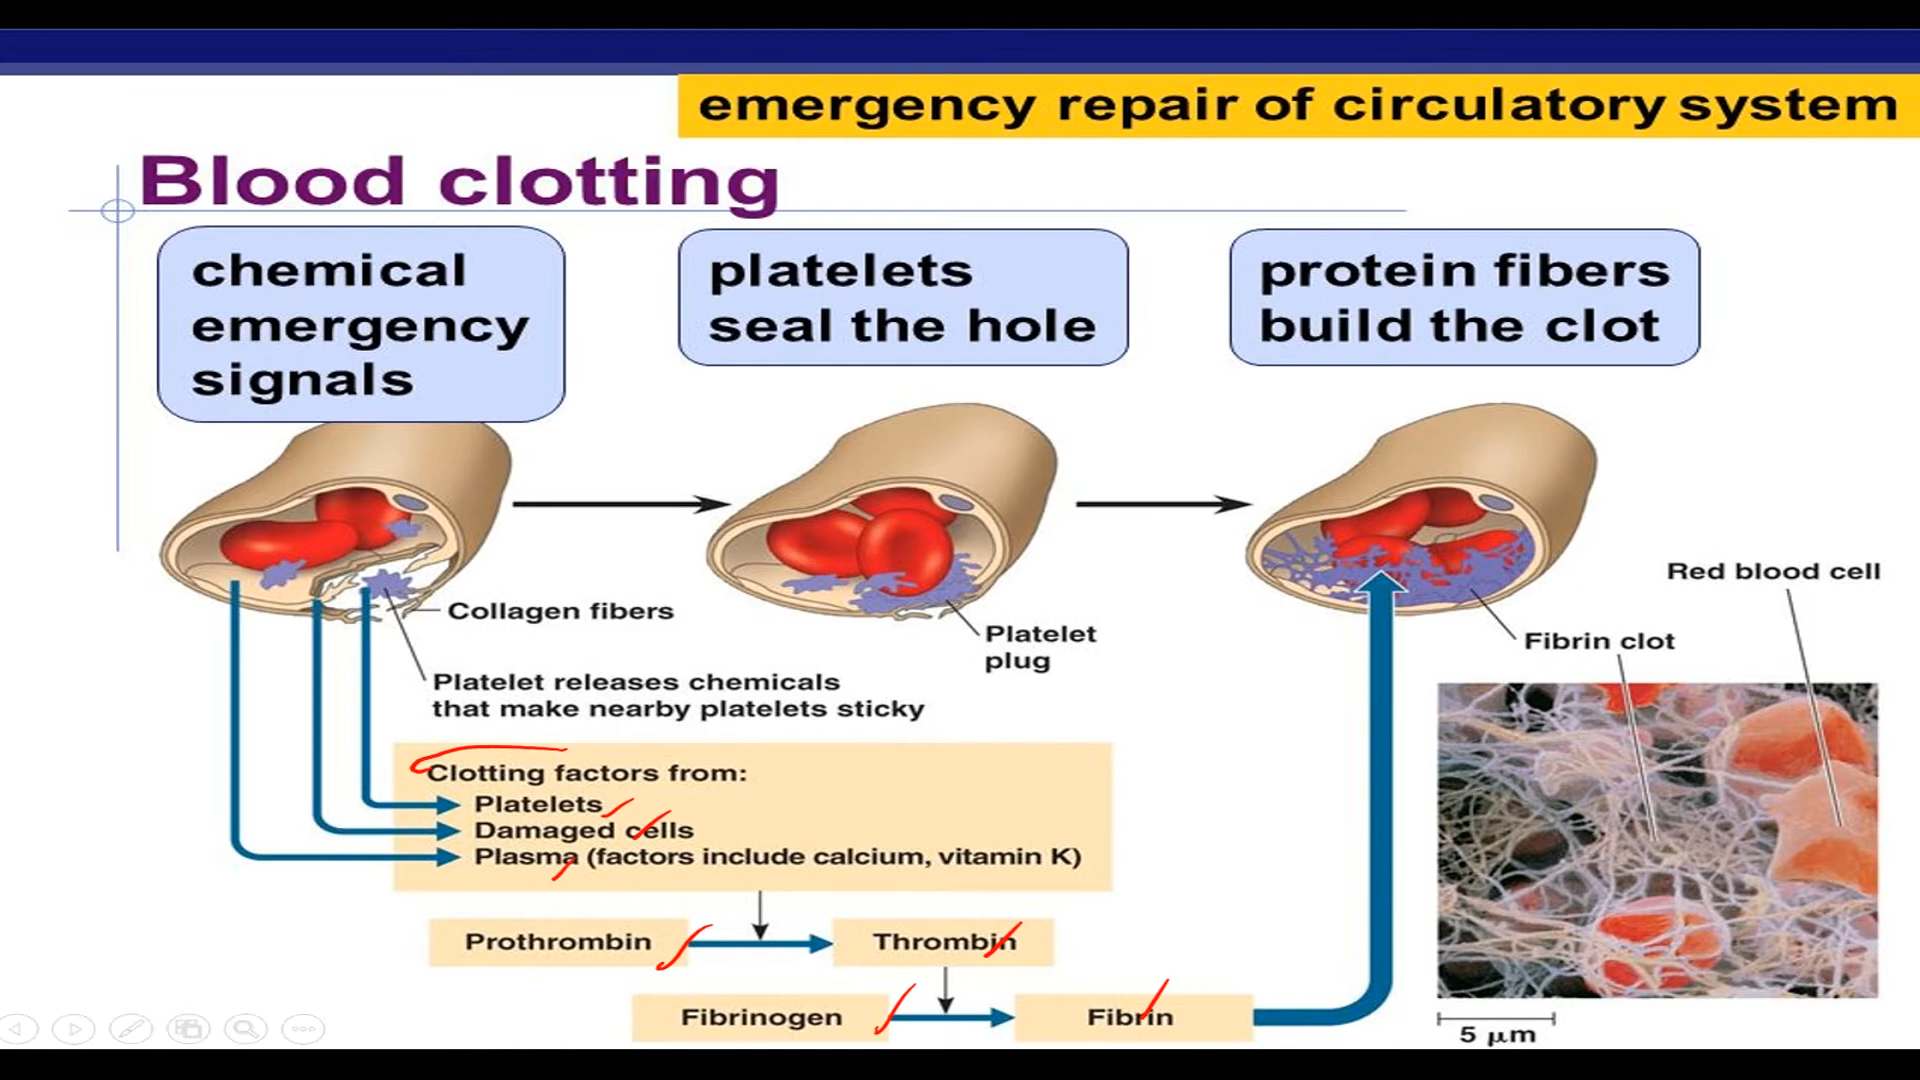 emergency repair of circulatory system
Blood clotting
chemical
emergency
signals
platelets
seal the hole
protein fibers
build the clot
Collagen fibers
Platelet releases chemicals
that make nearby platelets sticky
Platelet
plug
Red blood cell
Fibrin clot
Clotting factors from:
Platelets
Damaged cells
Plasma (factors include calcium, vitamin K)
Prothrombin
Thrombin
Fibrinogen
Fibrin
5 µm